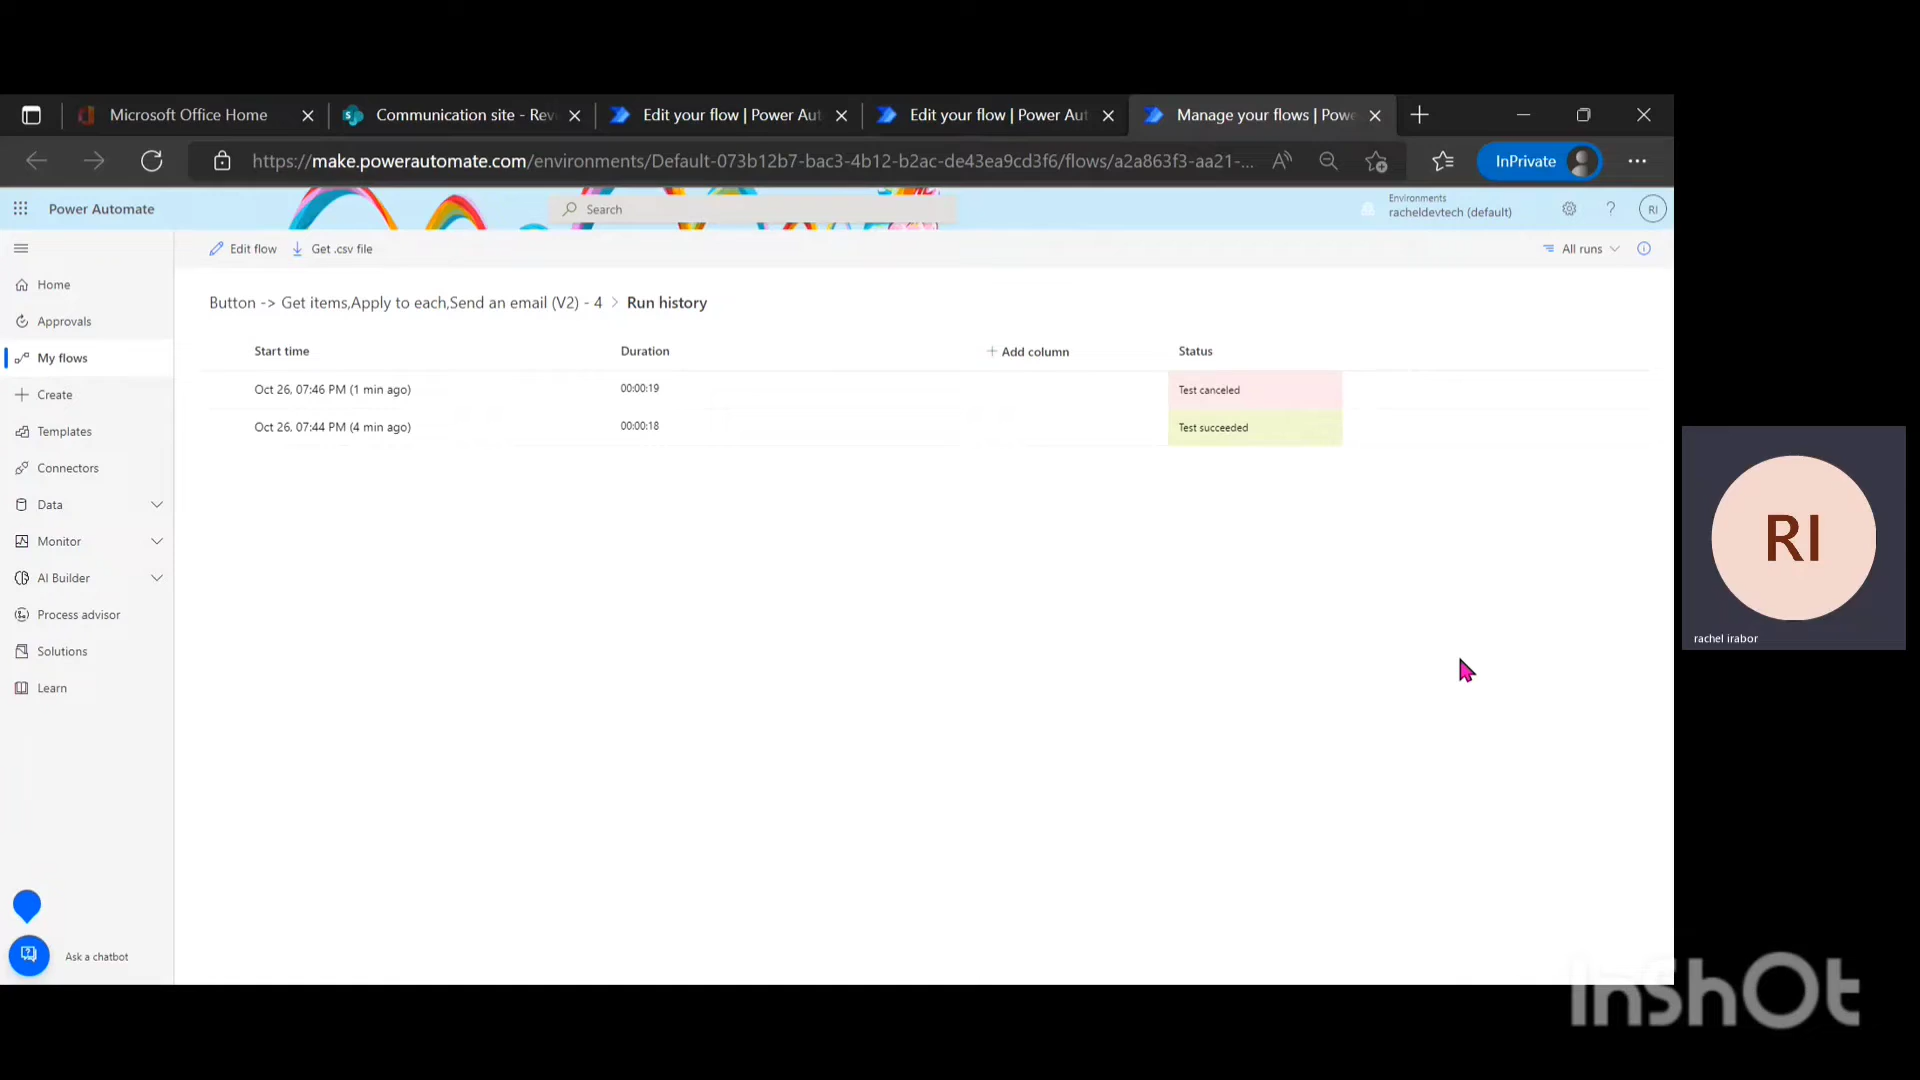 Microsoft Office Home
Communication site - Rev
Edit your flow | Power Aut
Edit your flow | Power Aut
Manage your flows | Powe
https://make.powerautomate.com/environments/Default-073b12b7-bac3-4b12-b2ac-de43ea9cd3f6/flows/a2a863f3-aa21-...
InPrivate
Power Automate
Search
Environments
racheldevtech (default)
RI
Edit flow
Get .csv file
All runs
Home
Approvals
My flows
Create
Templates
Connectors
Data
Monitor
AI Builder
Process advisor
Solutions
Learn
Ask a chatbot
Button -> Get items,Apply to each,Send an email (V2) - 4 > Run history
Start time Duration + Add column Status
Oct 26, 07:46 PM (1 min ago) 00:00:19 Test canceled
Oct 26, 07:44 PM (4 min ago) 00:00:18 Test succeeded
RI
rachel irabor
InShOt